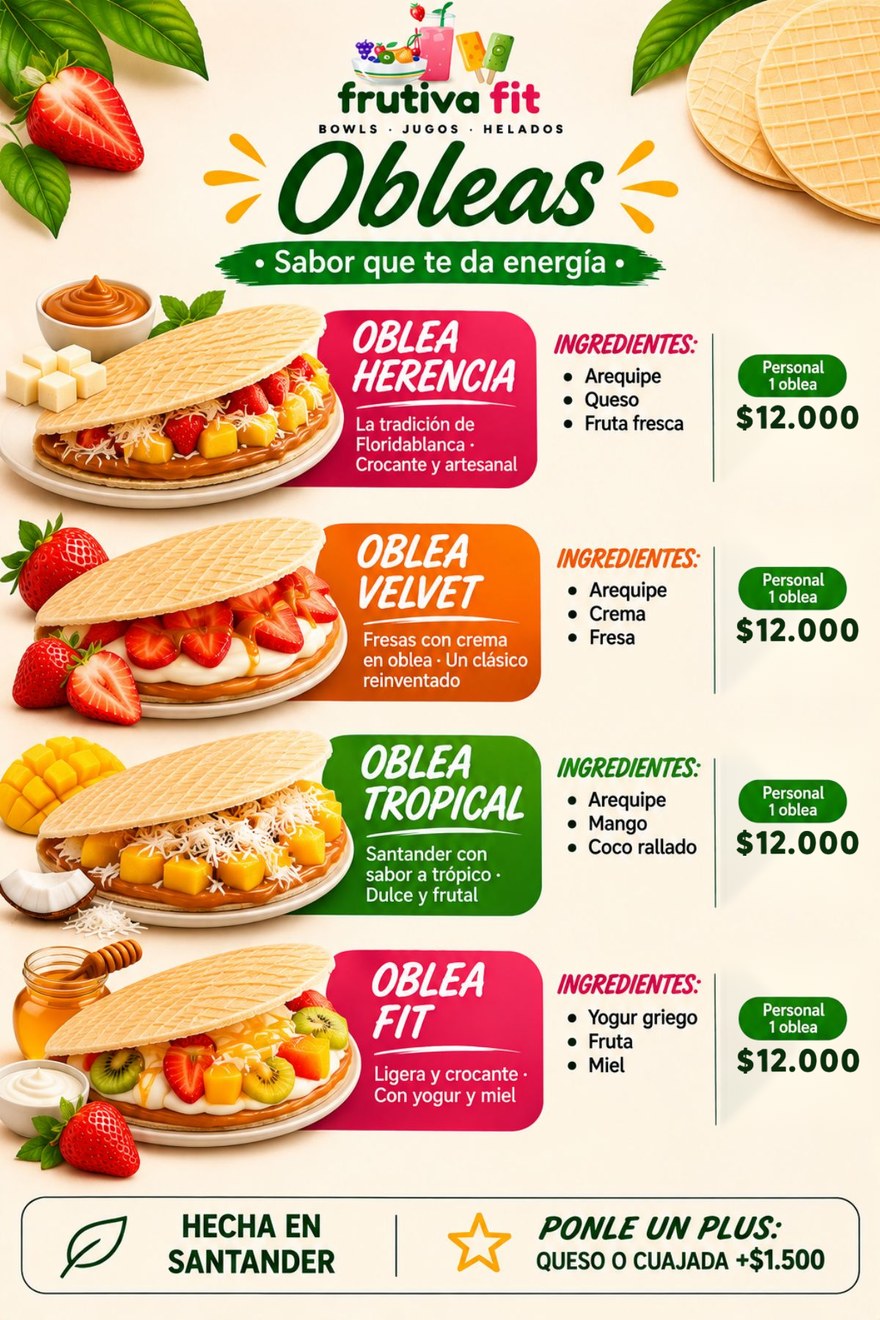 frutiva fit
BOWLS · JUGOS · HELADOS
Obleas
• Sabor que te da energía •
OBLEA
HERENCIA
La tradición de
Floridablanca ·
Crocante y artesanal
INGREDIENTES:
• Arequipe
• Queso
• Fruta fresca
Personal
1 oblea
$12.000
OBLEA
VELVET
Fresas con crema
en oblea · Un clásico
reinventado
INGREDIENTES:
• Arequipe
• Crema
• Fresa
Personal
1 oblea
$12.000
OBLEA
TROPICAL
Santander con
sabor a trópico ·
Dulce y frutal
INGREDIENTES:
• Arequipe
• Mango
• Coco rallado
Personal
1 oblea
$12.000
OBLEA
FIT
Ligera y crocante ·
Con yogur y miel
INGREDIENTES:
• Yogur griego
• Fruta
• Miel
Personal
1 oblea
$12.000
HECHA EN
SANTANDER
PONLE UN PLUS:
QUESO O CUAJADA +$1.500